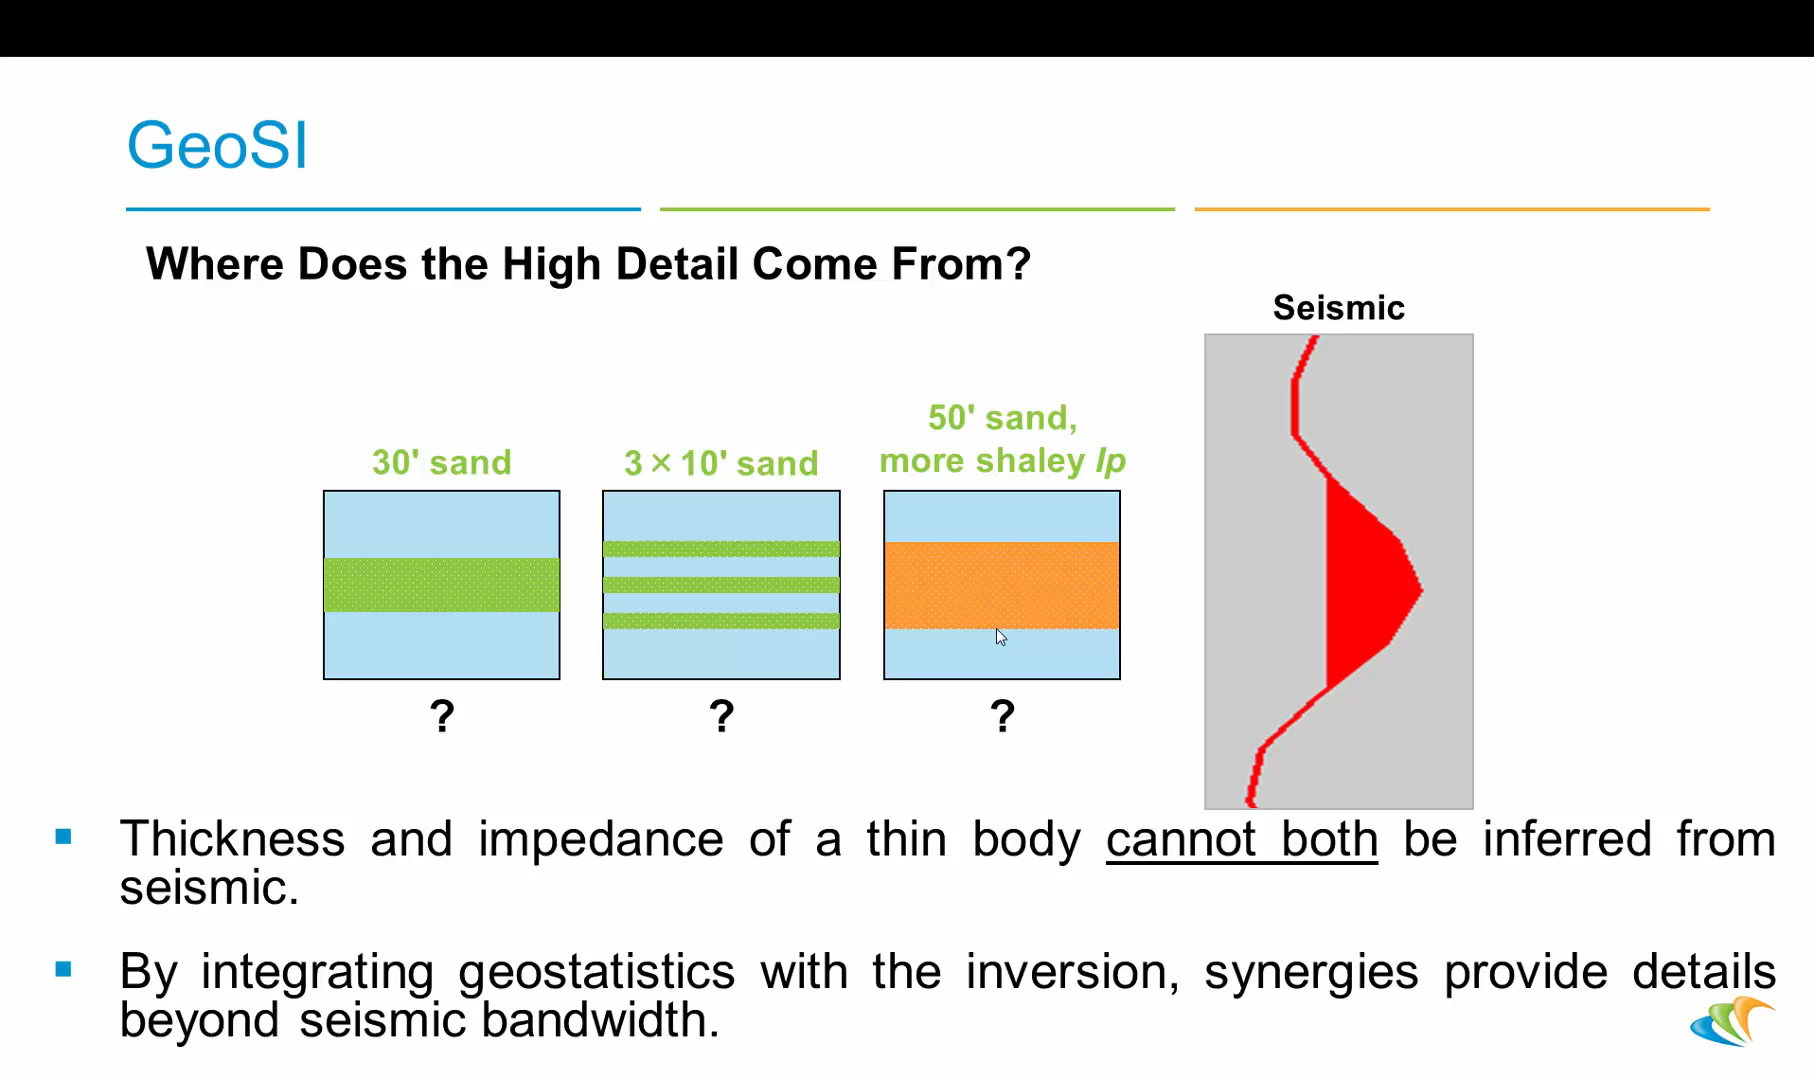 GeoSI
Where Does the High Detail Come From?
Seismic
30' sand
3 × 10' sand
50' sand,
more shaley Ip
?
?
?
Thickness and impedance of a thin body cannot both be inferred from
seismic.
By integrating geostatistics with the inversion, synergies provide details
beyond seismic bandwidth.